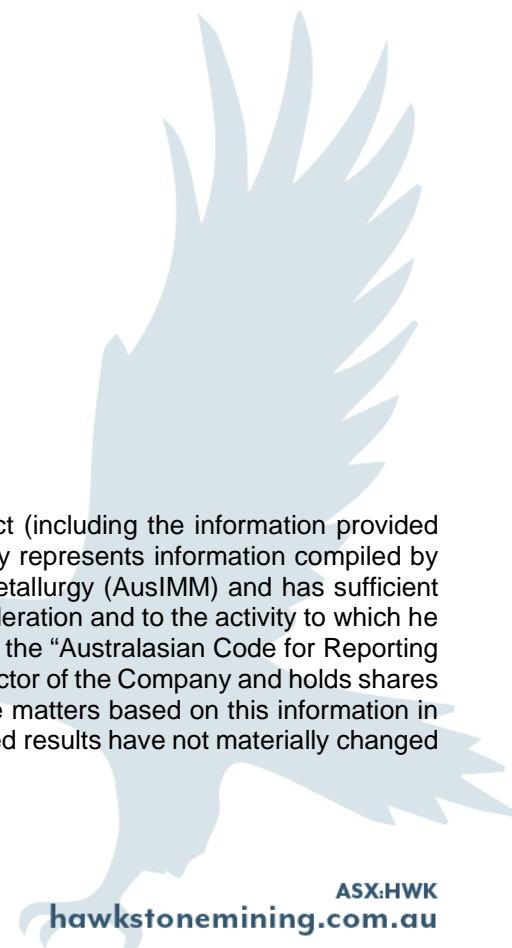 ct (including the information provided
y represents information compiled by
etallurgy (AusIMM) and has sufficient
leration and to the activity to which he
the “Australasian Code for Reporting
ctor of the Company and holds shares
e matters based on this information in
ed results have not materially changed
ASX:HWK
hawkstonemining.com.au